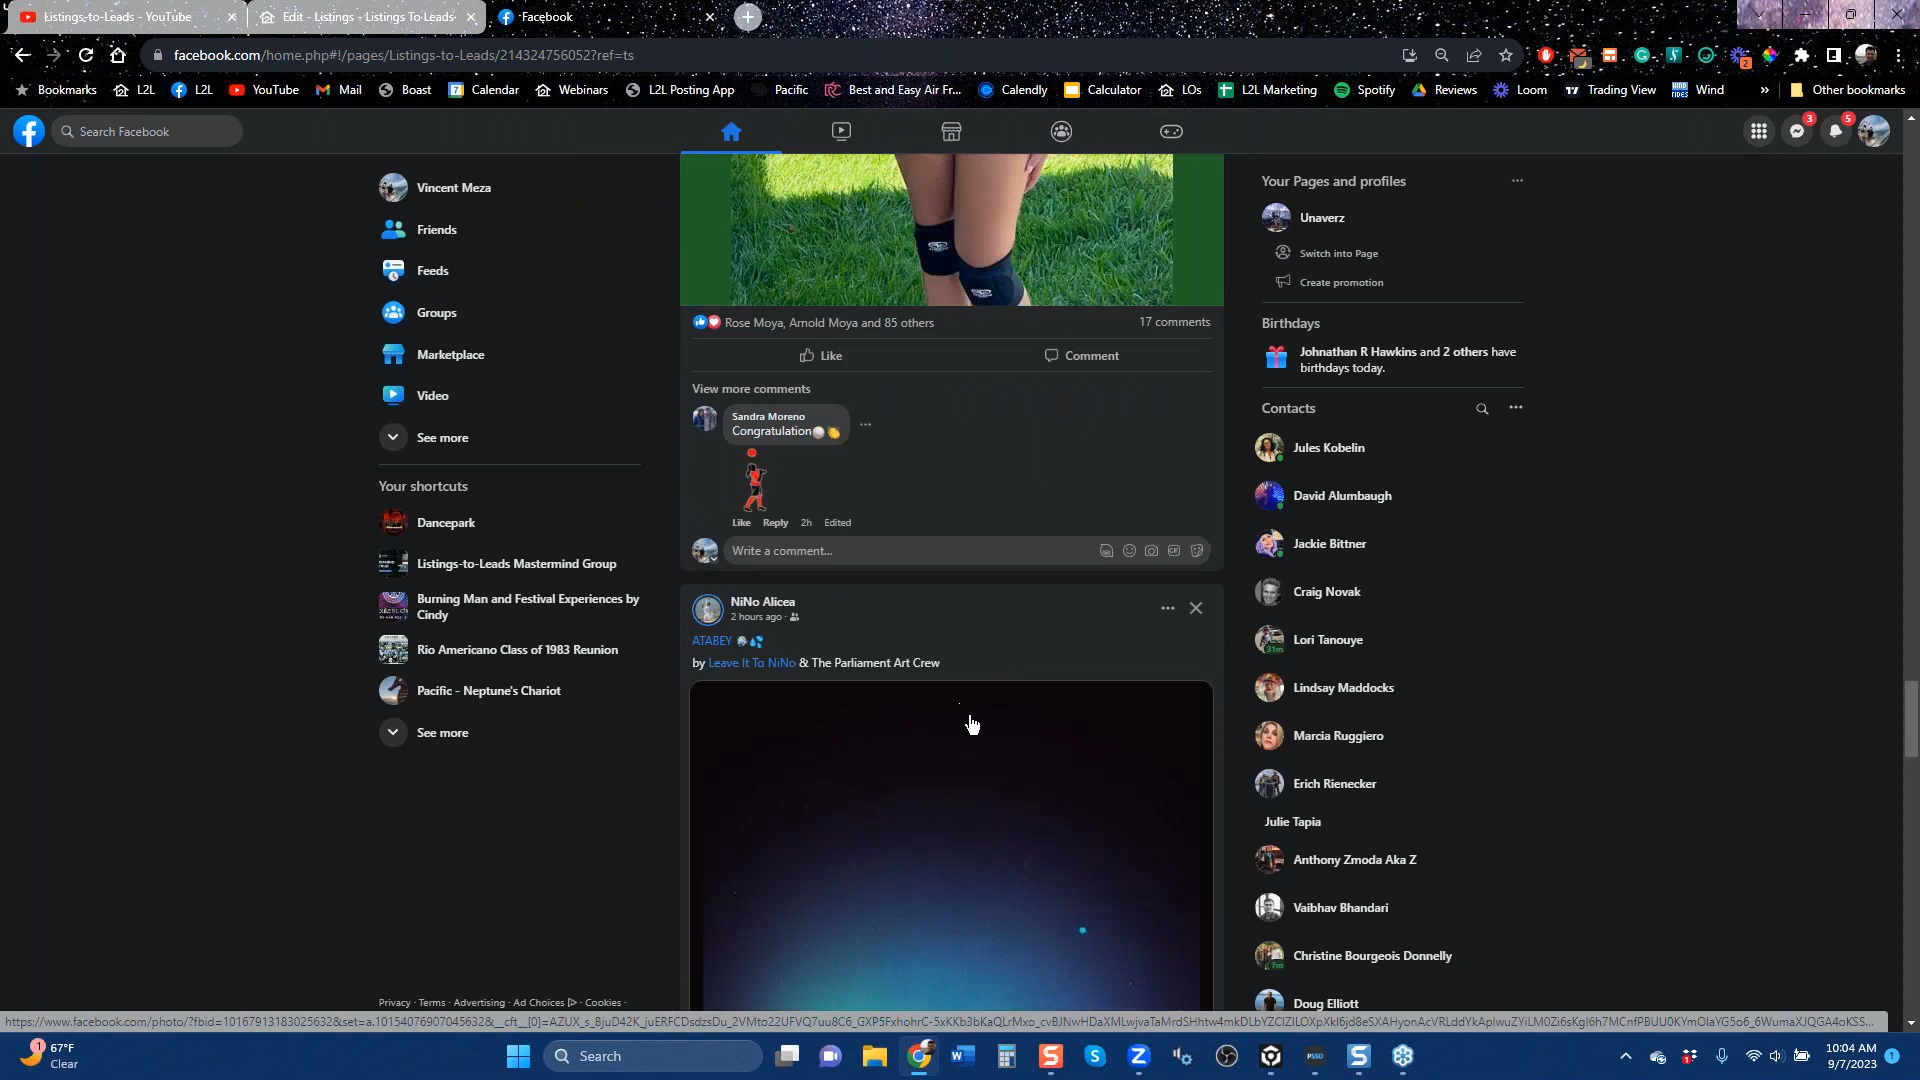 Listings-to-Leads - YouTube
Edit - Listings - Listings To Leads
Facebook
facebook.com/home.php#!/pages/Listings-to-Leads/214324756052?ref=ts
Bookmarks
L2L
L2L
YouTube
Mail
Boast
Calendar
Webinars
L2L Posting App
Pacific
Best and Easy Air Fr...
Calendly
Calculator
LOs
L2L Marketing
Spotify
Reviews
Loom
Trading View
Wind
»
Other bookmarks
Search Facebook
3
5
Vincent Meza
Friends
Feeds
Groups
Marketplace
Video
See more
Your shortcuts
Dancepark
Listings-to-Leads Mastermind Group
Burning Man and Festival Experiences by
Cindy
Rio Americano Class of 1983 Reunion
Pacific - Neptune's Chariot
See more
Privacy · Terms · Advertising · Ad Choices · Cookies ·
Rose Moya, Arnold Moya and 85 others
17 comments
Like
Comment
View more comments
Sandra Moreno
Congratulation
Like Reply 2h Edited
Write a comment...
NiNo Alicea
2 hours ago ·
ATABEY
by Leave It To NiNo & The Parliament Art Crew
Your Pages and profiles
Unaverz
Switch into Page
Create promotion
Birthdays
Johnathan R Hawkins and 2 others have
birthdays today.
Contacts
Jules Kobelin
David Alumbaugh
Jackie Bittner
Craig Novak
Lori Tanouye
31m
Lindsay Maddocks
Marcia Ruggiero
Erich Rienecker
Julie Tapia
Anthony Zmoda Aka Z
Vaibhav Bhandari
Christine Bourgeois Donnelly
7m
Doug Elliott
67°F
Clear
Search
10:04 AM
9/7/2023